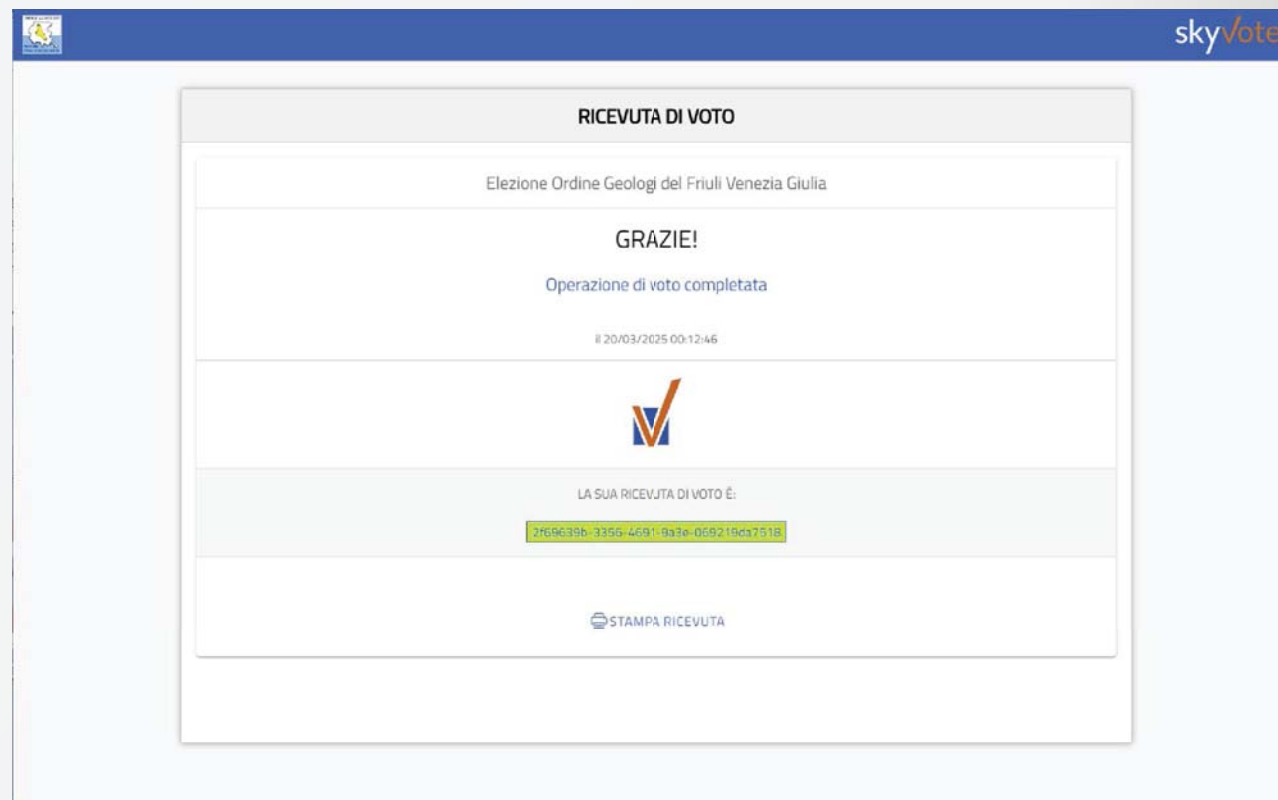 skyvote
RICEVUTA DI VOTO
Elezione Ordine Geologi del Friuli Venezia Giulia
GRAZIE!
Operazione di voto completata
il 20/03/2025 00:12:46
LA SUA RICEVUTA DI VOTO È:
2f69639b-3356-4691-9a3e-069219da7518
STAMPA RICEVUTA